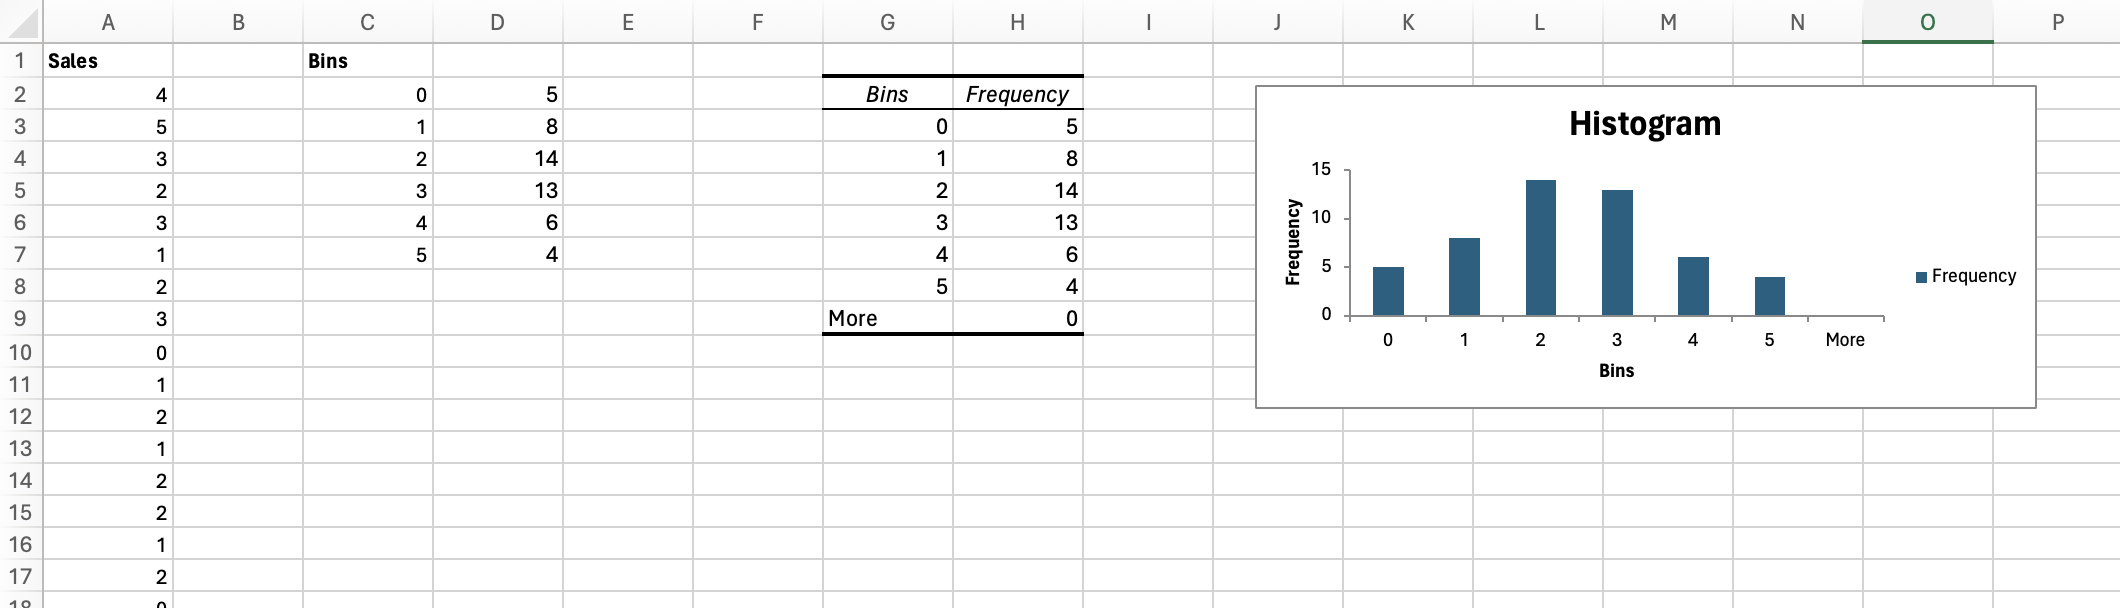 A B C D E F G H I J K L M N O P
1 Sales Bins
2 4 0 5 Bins Frequency
3 5 1 8 0 5
4 3 2 14 1 8
5 2 3 13 2 14
6 3 4 6 3 13
7 1 5 4 4 6
8 2 5 4
9 3 More 0
10 0
11 1
12 2
13 1
14 2
15 2
16 1
17 2
18 0
Histogram
15
10
5
0
Frequency
0 1 2 3 4 5 More
Bins
Frequency